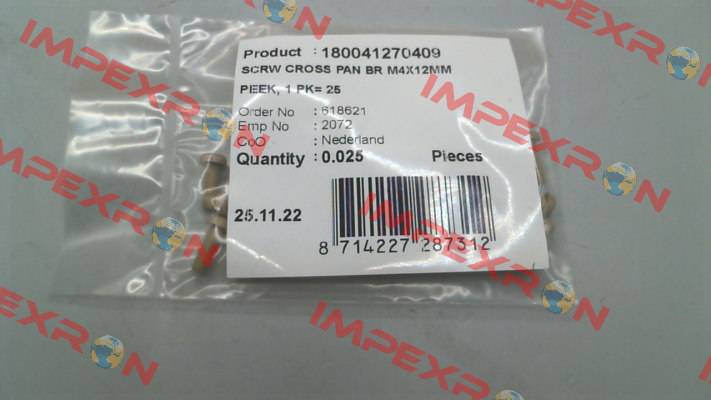 Product : 180041270409
SCRW CROSS PAN BR M4X12MM
PEEK, 1 PK= 25
Order No : 618621
Emp No : 2072
CoO : Nederland
Quantity : 0.025 Pieces
25.11.22
8 714227 287312
IMPEXRON
IMPEXRON
IMPEXRON
IMPEXRON
IMPEXRON
IMPEXRON